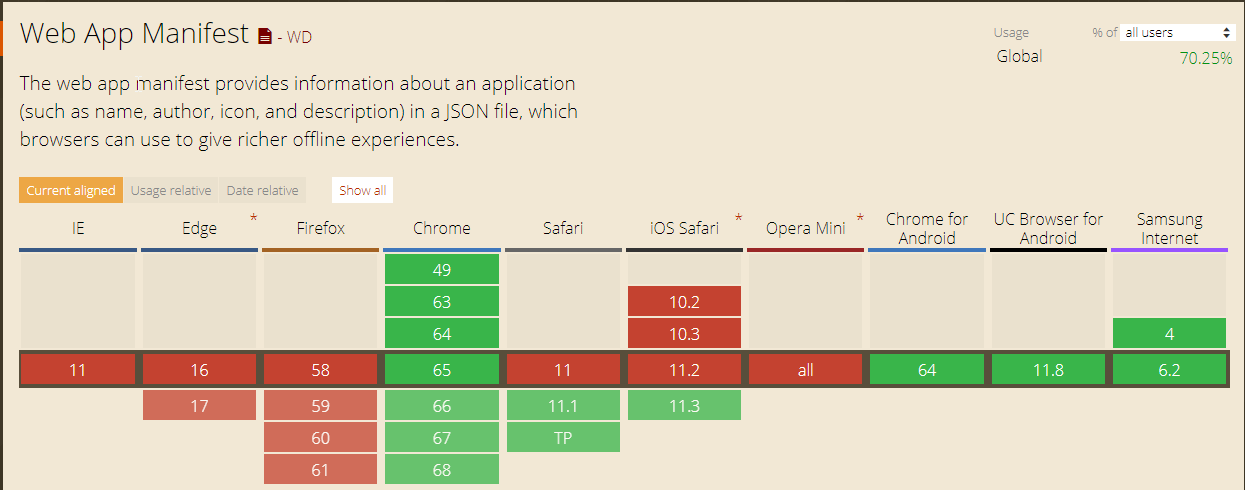 Web App Manifest - WD
Usage % of all users
Global 70.25%
The web app manifest provides information about an application
(such as name, author, icon, and description) in a JSON file, which
browsers can use to give richer offline experiences.
Current aligned Usage relative Date relative Show all
IE Edge * Firefox Chrome Safari iOS Safari * Opera Mini * Chrome for Android UC Browser for Android Samsung Internet
49
63 10.2
64 10.3 4
11 16 58 65 11 11.2 all 64 11.8 6.2
17 59 66 11.1 11.3
60 67 TP
61 68